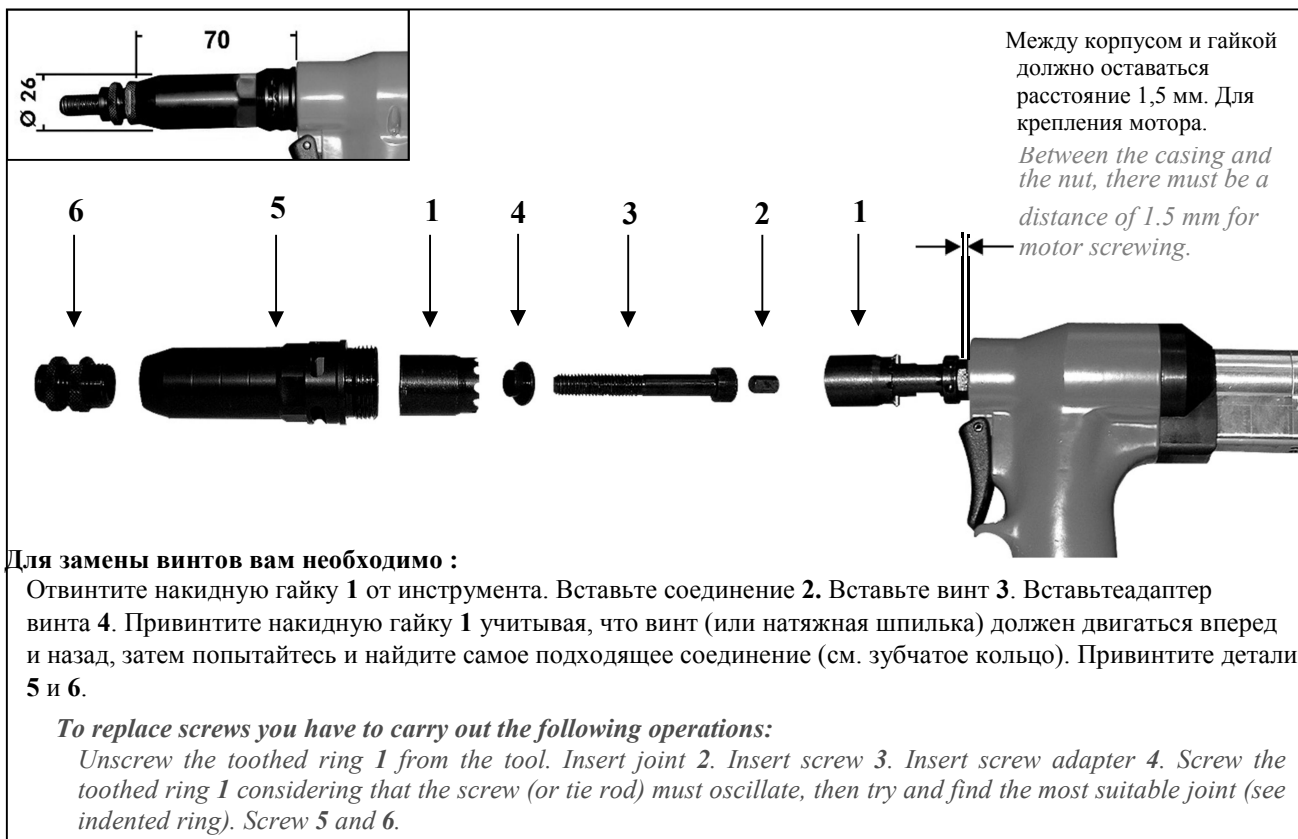 70
Ø 26
Между корпусом и гайкой
должно оставаться
расстояние 1,5 мм. Для
крепления мотора.
Between the casing and
the nut, there must be a
distance of 1.5 mm for
motor screwing.
6 5 1 4 3 2 1
Для замены винтов вам необходимо :
Отвинтите накидную гайку 1 от инструмента. Вставьте соединение 2. Вставьте винт 3. Вставьтеадаптер
винта 4. Привинтите накидную гайку 1 учитывая, что винт (или натяжная шпилька) должен двигаться вперед
и назад, затем попытайтесь и найдите самое подходящее соединение (см. зубчатое кольцо). Привинтите детали
5 и 6.
To replace screws you have to carry out the following operations:
Unscrew the toothed ring 1 from the tool. Insert joint 2. Insert screw 3. Insert screw adapter 4. Screw the
toothed ring 1 considering that the screw (or tie rod) must oscillate, then try and find the most suitable joint (see
indented ring). Screw 5 and 6.